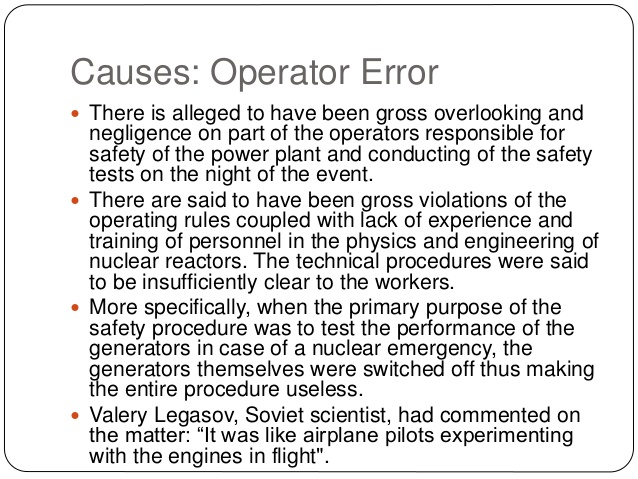 Causes: Operator Error
• There is alleged to have been gross overlooking and
negligence on part of the operators responsible for
safety of the power plant and conducting of the safety
tests on the night of the event.
• There are said to have been gross violations of the
operating rules coupled with lack of experience and
training of personnel in the physics and engineering of
nuclear reactors. The technical procedures were said
to be insufficiently clear to the workers.
• More specifically, when the primary purpose of the
safety procedure was to test the performance of the
generators in case of a nuclear emergency, the
generators themselves were switched off thus making
the entire procedure useless.
• Valery Legasov, Soviet scientist, had commented on
the matter: “It was like airplane pilots experimenting
with the engines in flight".